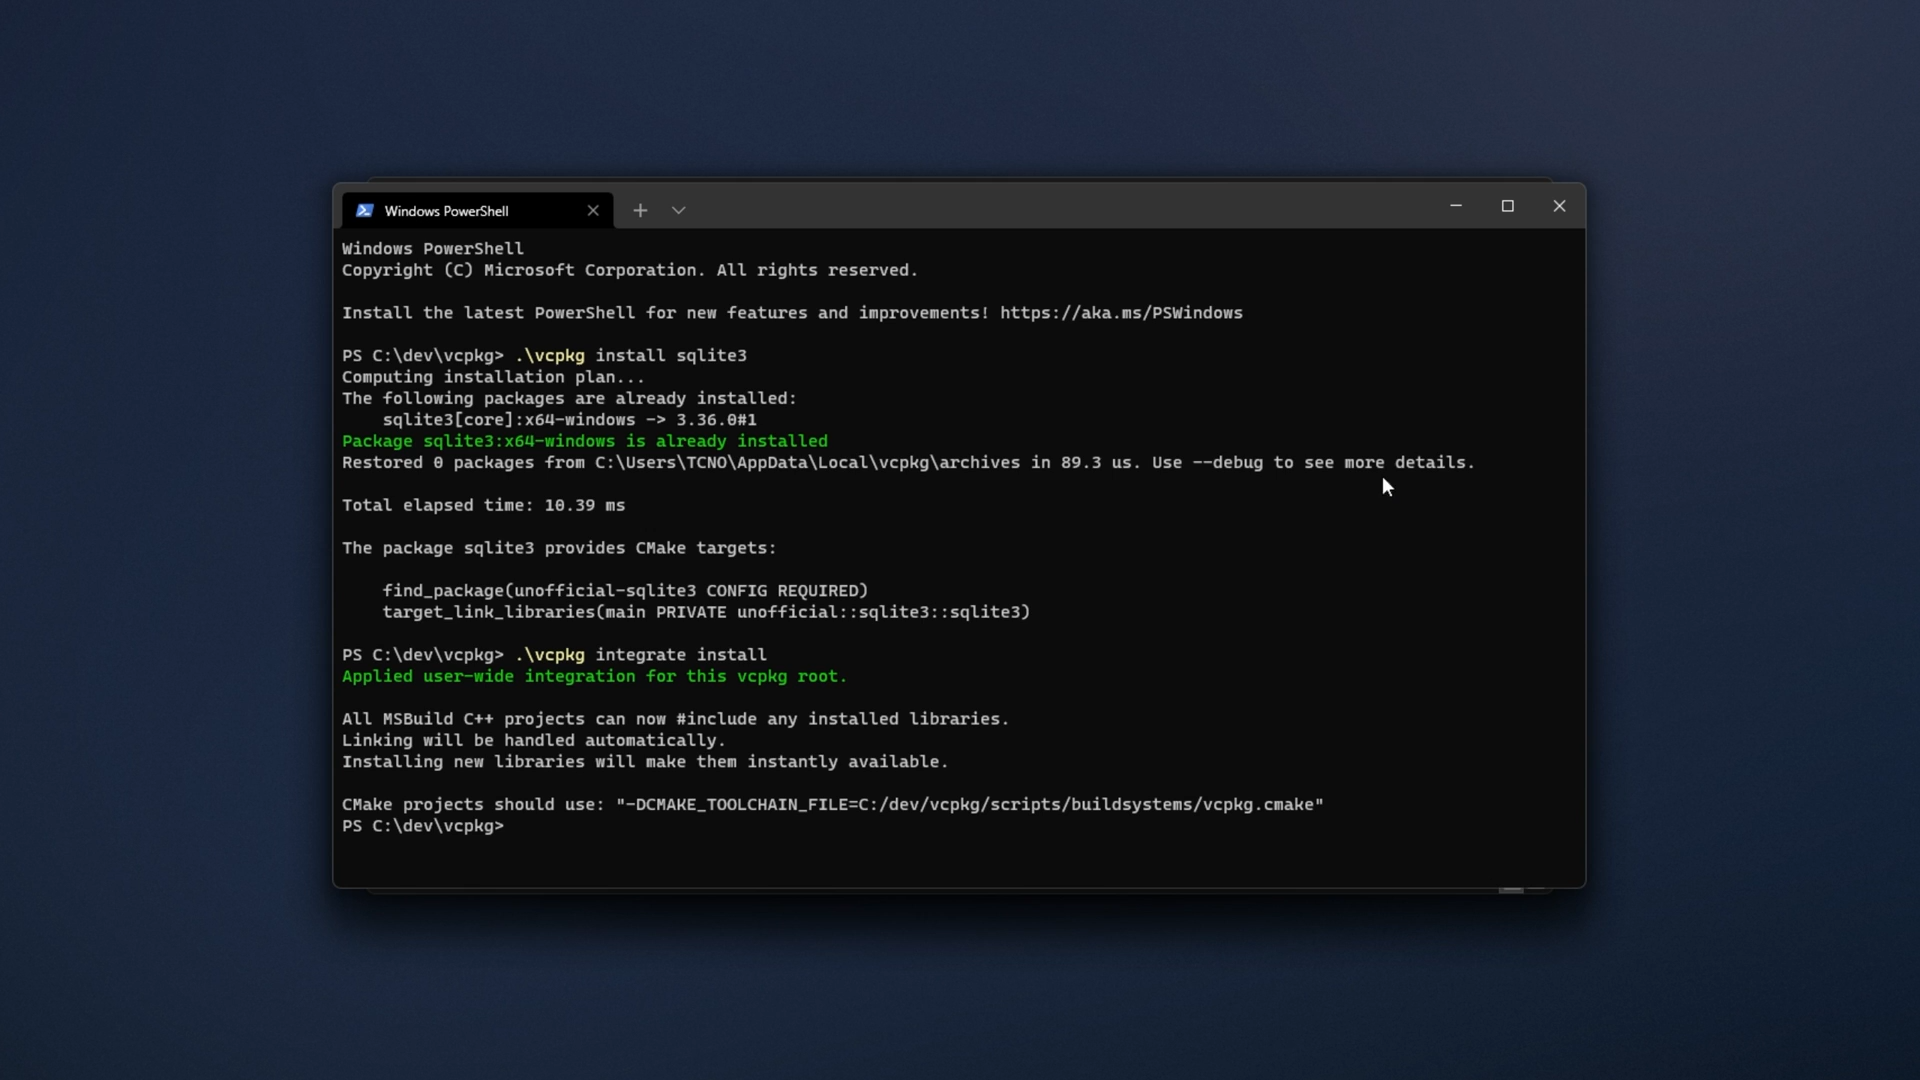 Windows PowerShell
Windows PowerShell
Copyright (C) Microsoft Corporation. All rights reserved.
Install the latest PowerShell for new features and improvements! https://aka.ms/PSWindows
PS C:\dev\vcpkg> .\vcpkg install sqlite3
Computing installation plan...
The following packages are already installed:
    sqlite3[core]:x64-windows -> 3.36.0#1
Package sqlite3:x64-windows is already installed
Restored 0 packages from C:\Users\TCNO\AppData\Local\vcpkg\archives in 89.3 us. Use --debug to see more details.
Total elapsed time: 10.39 ms
The package sqlite3 provides CMake targets:
    find_package(unofficial-sqlite3 CONFIG REQUIRED)
    target_link_libraries(main PRIVATE unofficial::sqlite3::sqlite3)
PS C:\dev\vcpkg> .\vcpkg integrate install
Applied user-wide integration for this vcpkg root.
All MSBuild C++ projects can now #include any installed libraries.
Linking will be handled automatically.
Installing new libraries will make them instantly available.
CMake projects should use: "-DCMAKE_TOOLCHAIN_FILE=C:/dev/vcpkg/scripts/buildsystems/vcpkg.cmake"
PS C:\dev\vcpkg>